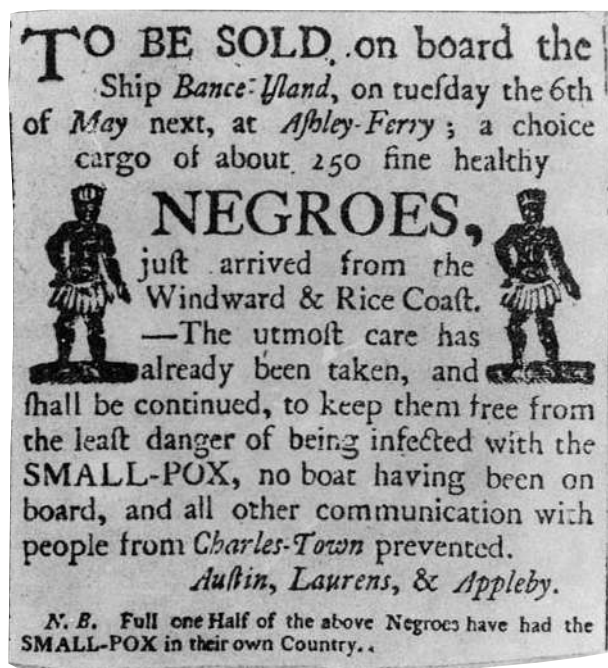 TO BE SOLD, on board the
Ship Bance-Yſland, on tueſday the 6th
of May next, at Aſhley-Ferry; a choice
cargo of about 250 fine healthy
NEGROES,
juſt arrived from the
Windward & Rice Coaſt.
—The utmoſt care has
already been taken, and
ſhall be continued, to keep them free from
the leaſt danger of being infected with the
SMALL-POX, no boat having been on
board, and all other communication with
people from Charles-Town prevented.
Auſtin, Laurens, & Appleby.
N. B. Full one Half of the above Negroes have had the
SMALL-POX in their own Country.